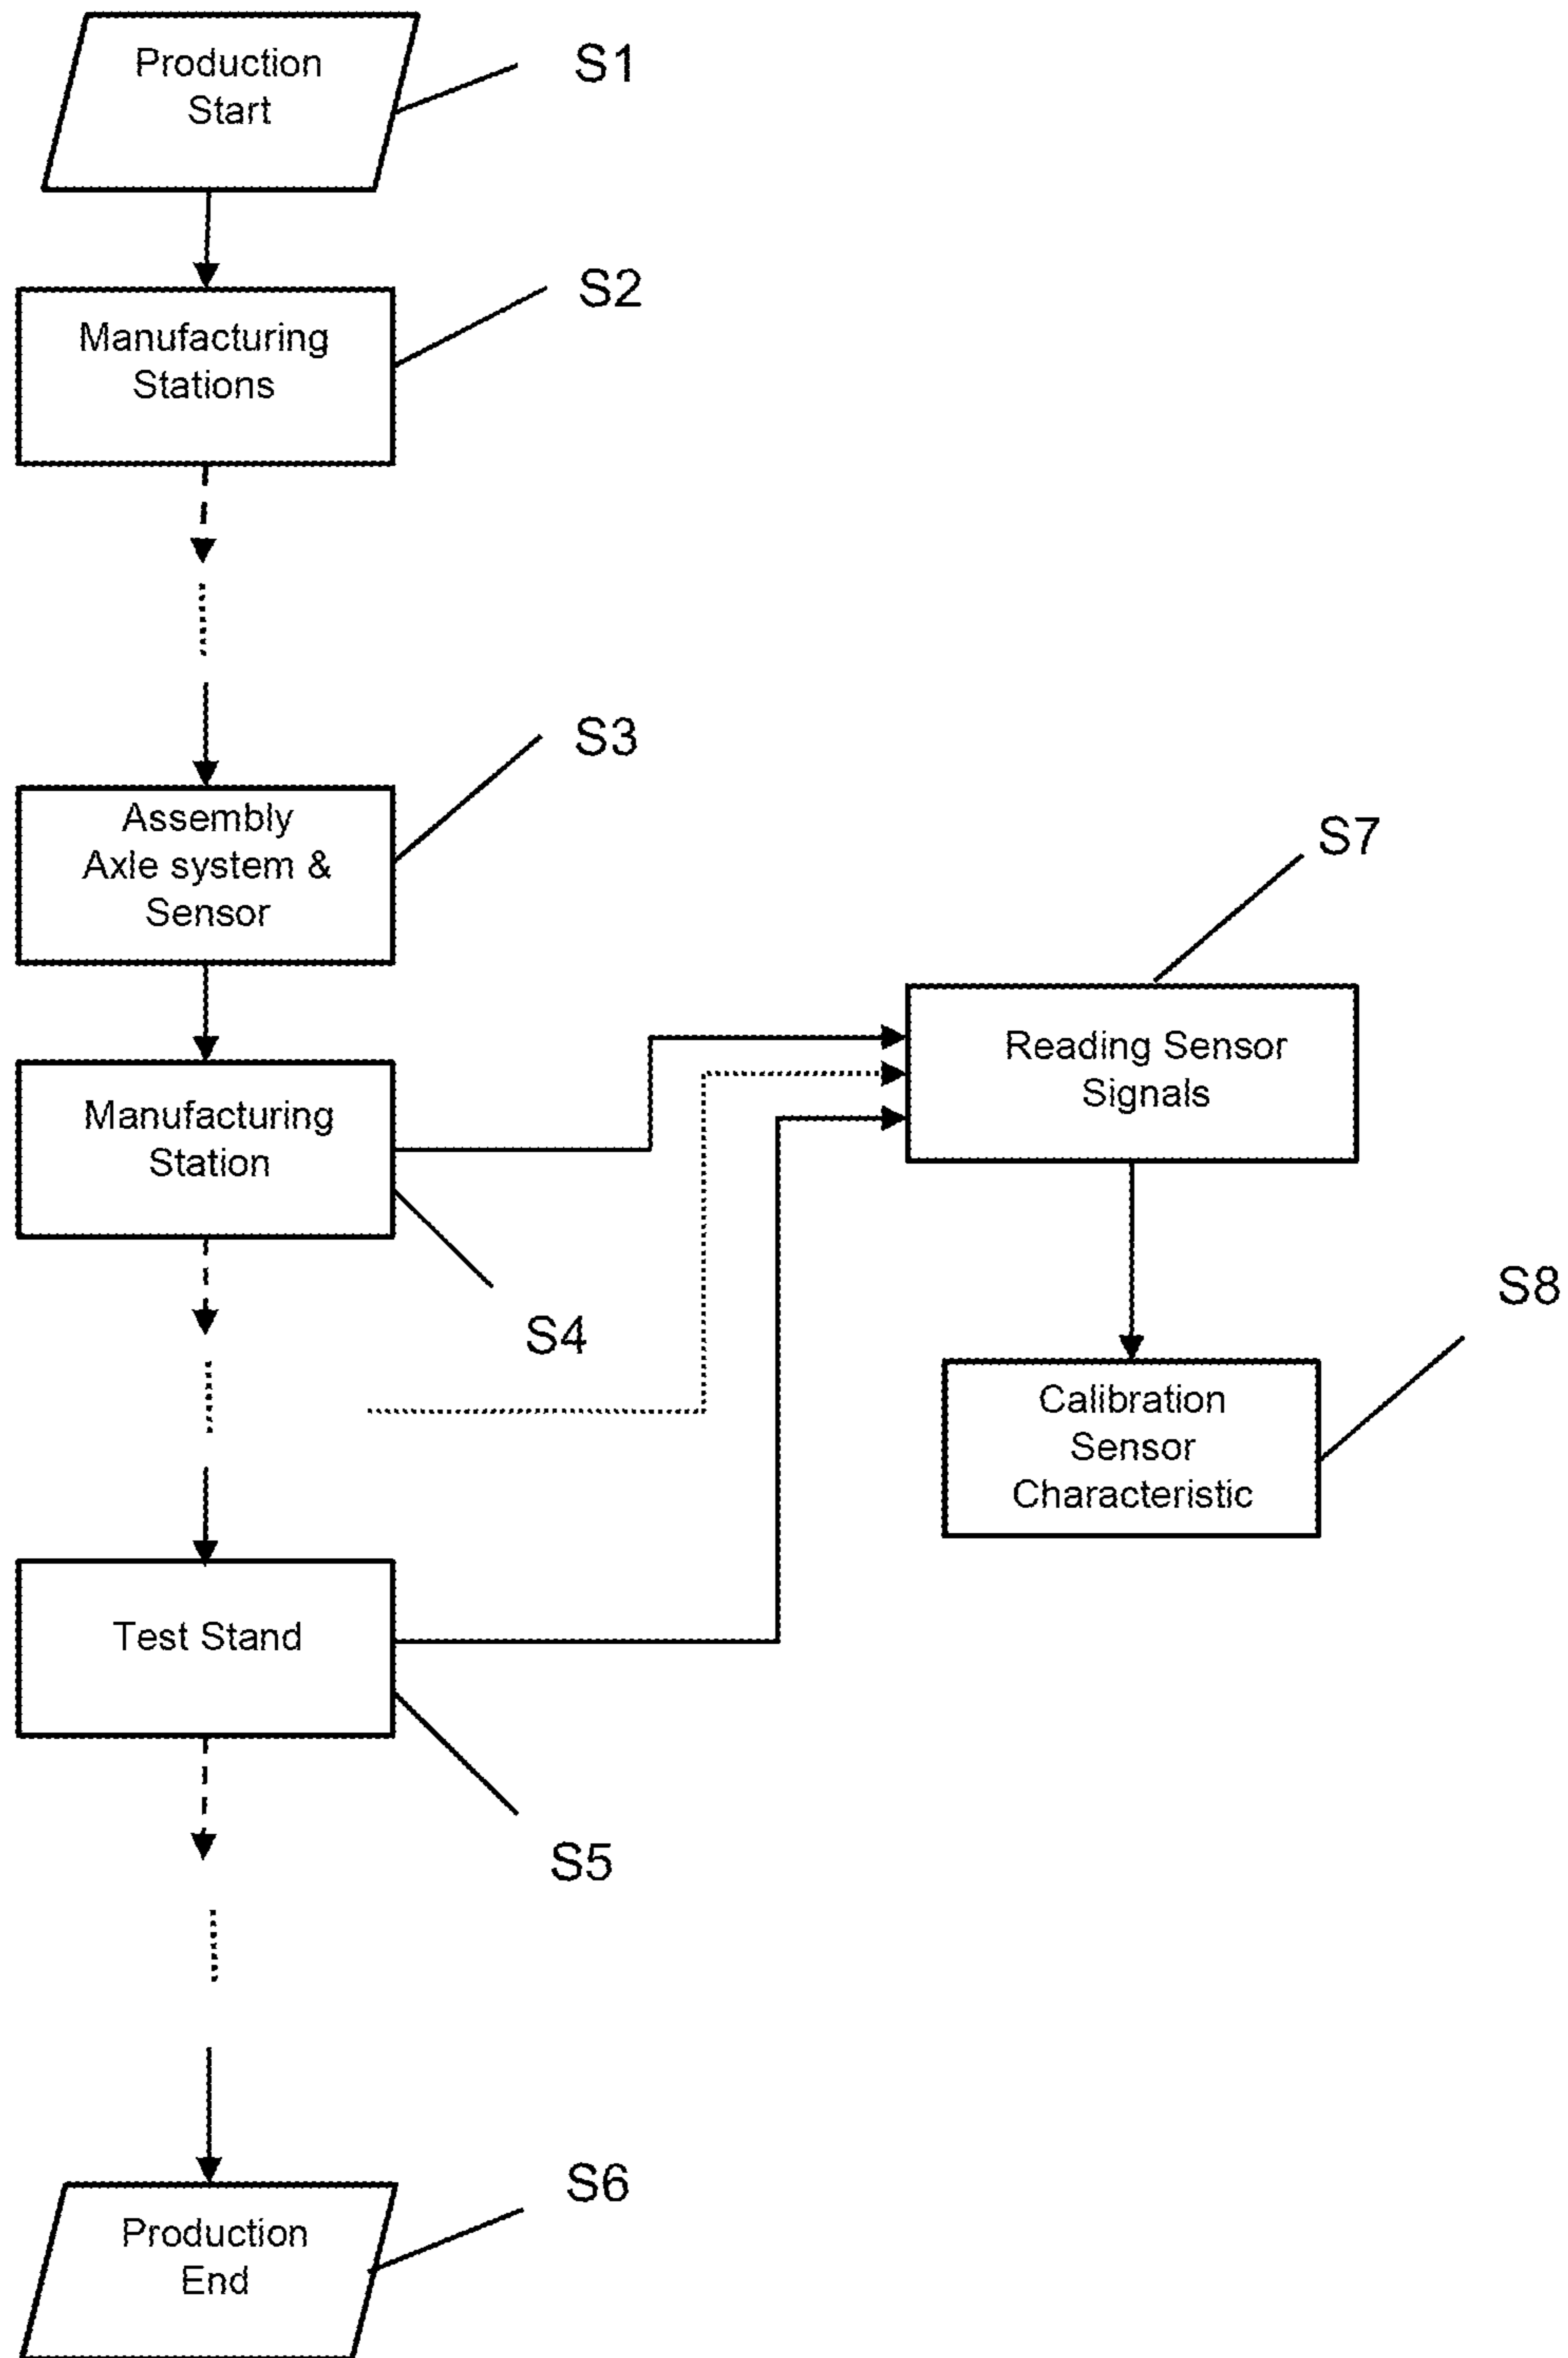 Production
Start
S1
Manufacturing
Stations
S2
Assembly
Axle system &
Sensor
S3
Manufacturing
Station
S4
Test Stand
S5
Production
End
S6
Reading Sensor
Signals
S7
Calibration
Sensor
Characteristic
S8